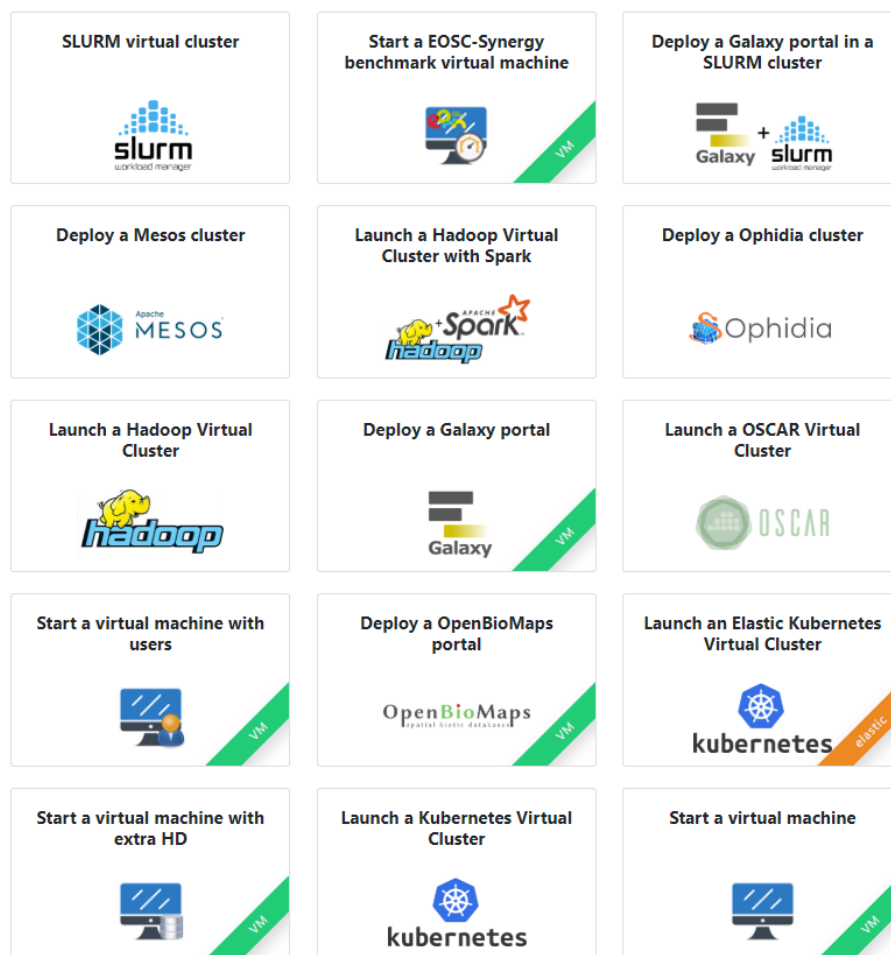 SLURM virtual cluster
slurm
workload manager
Start a EOSC-Synergy
benchmark virtual machine
VM
Deploy a Galaxy portal in a
SLURM cluster
Galaxy
+
slurm
workload manager
Deploy a Mesos cluster
Apache
MESOS
Launch a Hadoop Virtual
Cluster with Spark
hadoop
+
APACHE
Spark
Deploy a Ophidia cluster
Ophidia
Launch a Hadoop Virtual
Cluster
hadoop
Deploy a Galaxy portal
Galaxy
VM
Launch a OSCAR Virtual
Cluster
OSCAR
Start a virtual machine with
users
VM
Deploy a OpenBioMaps
portal
OpenBioMaps
spatial biotic databases
VM
Launch an Elastic Kubernetes
Virtual Cluster
kubernetes
elastic
Start a virtual machine with
extra HD
VM
Launch a Kubernetes Virtual
Cluster
kubernetes
Start a virtual machine
VM